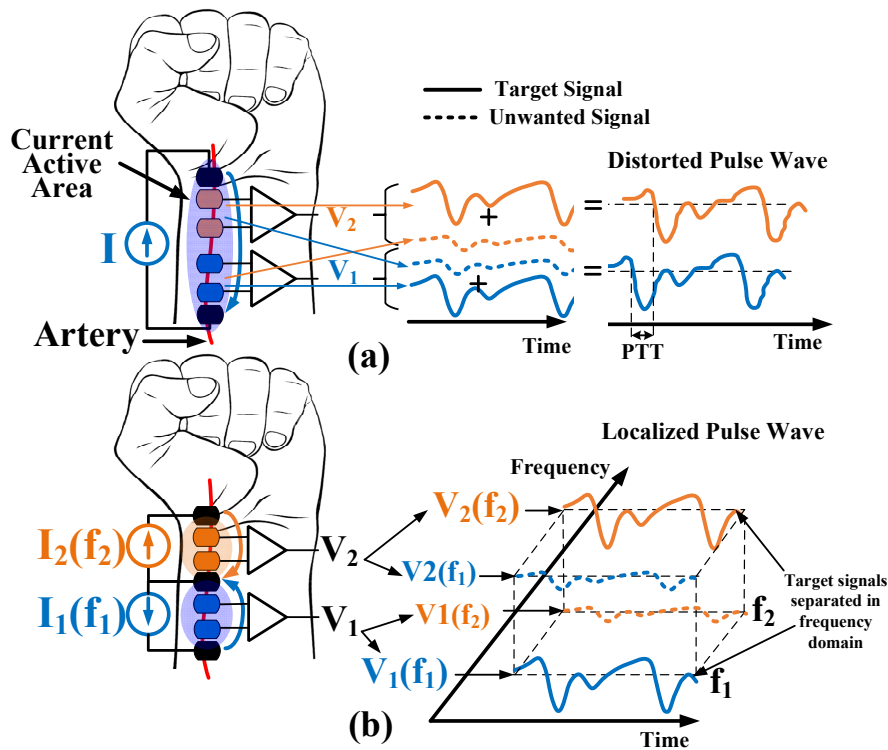 Target Signal
Unwanted Signal
Current
Active
Area
Distorted Pulse Wave
I
V2
V1
+
+
=
=
Artery
Time
PTT
Time
(a)
Localized Pulse Wave
Frequency
I2(f2)
I1(f1)
V2
V1
V2(f2)
V2(f1)
V1(f2)
V1(f1)
f2
f1
Target signals
separated in
frequency
domain
Time
(b)